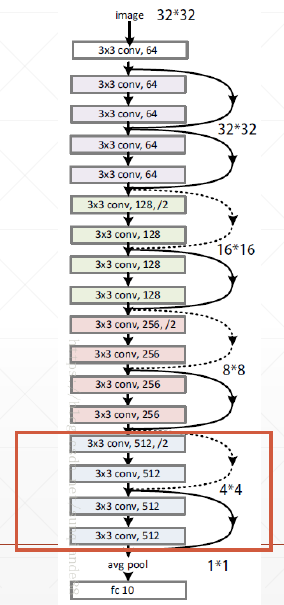 image 32*32
3x3 conv, 64
3x3 conv, 64
3x3 conv, 64
32*32
3x3 conv, 64
3x3 conv, 64
3x3 conv, 128, /2
3x3 conv, 128
16*16
3x3 conv, 128
3x3 conv, 128
3x3 conv, 256, /2
3x3 conv, 256
8*8
3x3 conv, 256
3x3 conv, 256
3x3 conv, 512, /2
3x3 conv, 512
4*4
3x3 conv, 512
3x3 conv, 512
avg pool 1*1
fc 10